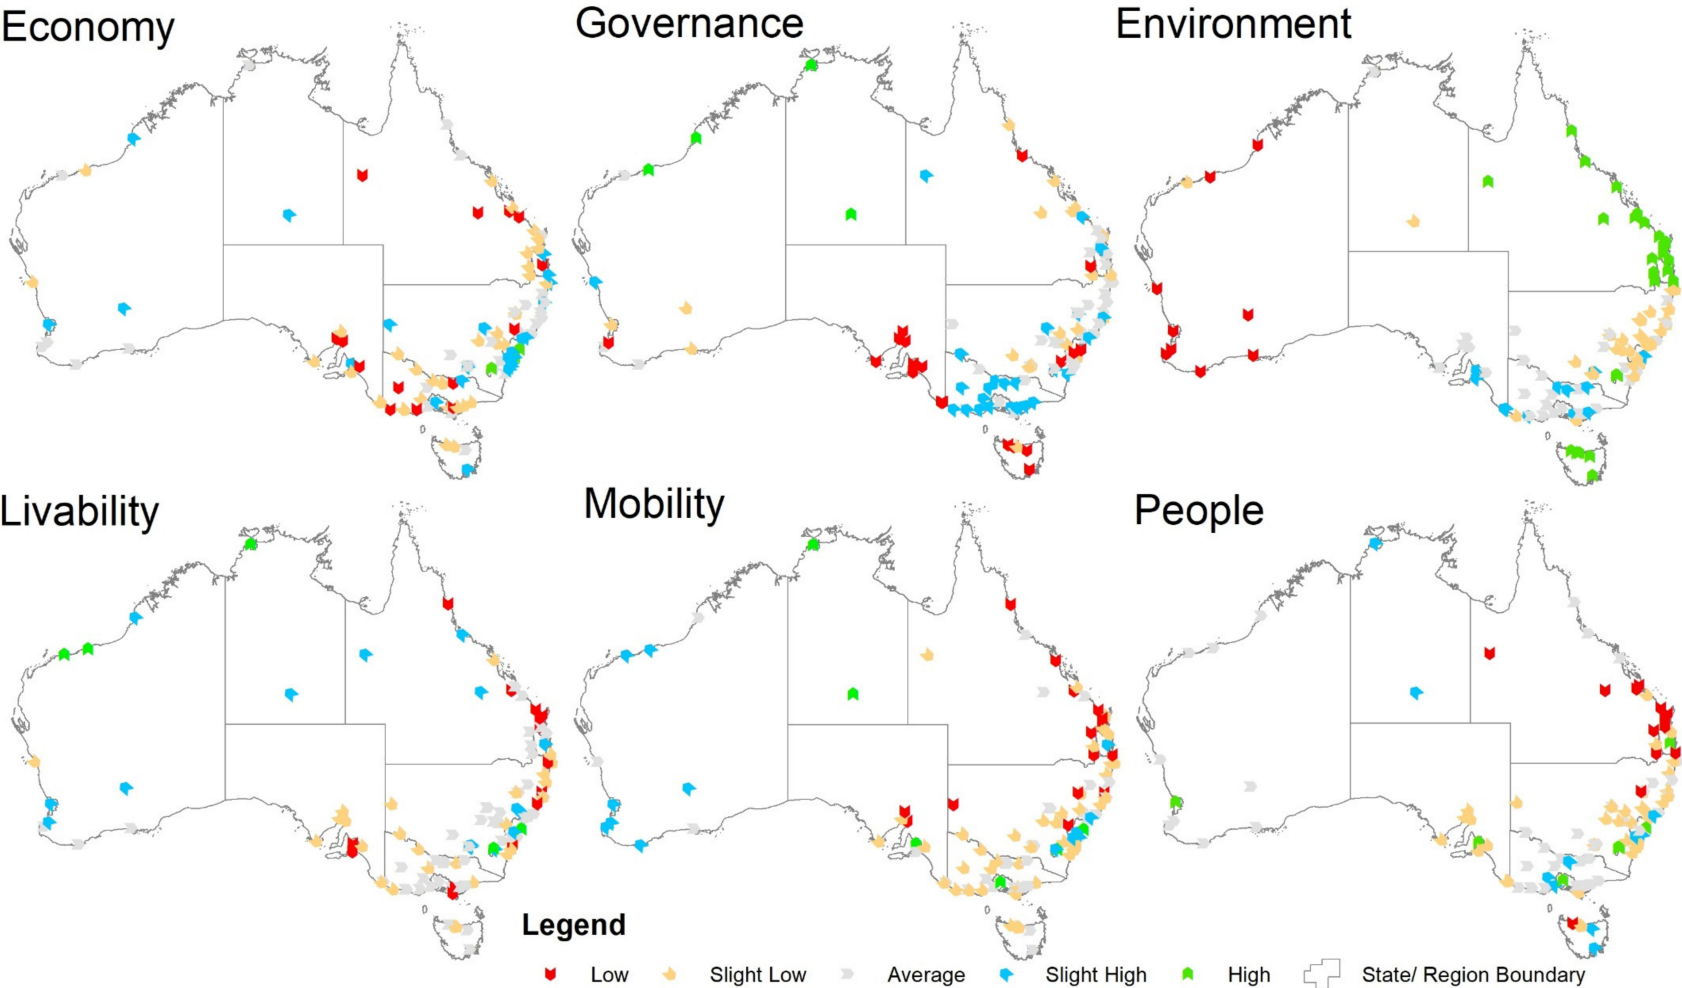 Economy
Governance
Environment
Livability
Mobility
People
Legend
Low
Slight Low
Average
Slight High
High
State/ Region Boundary